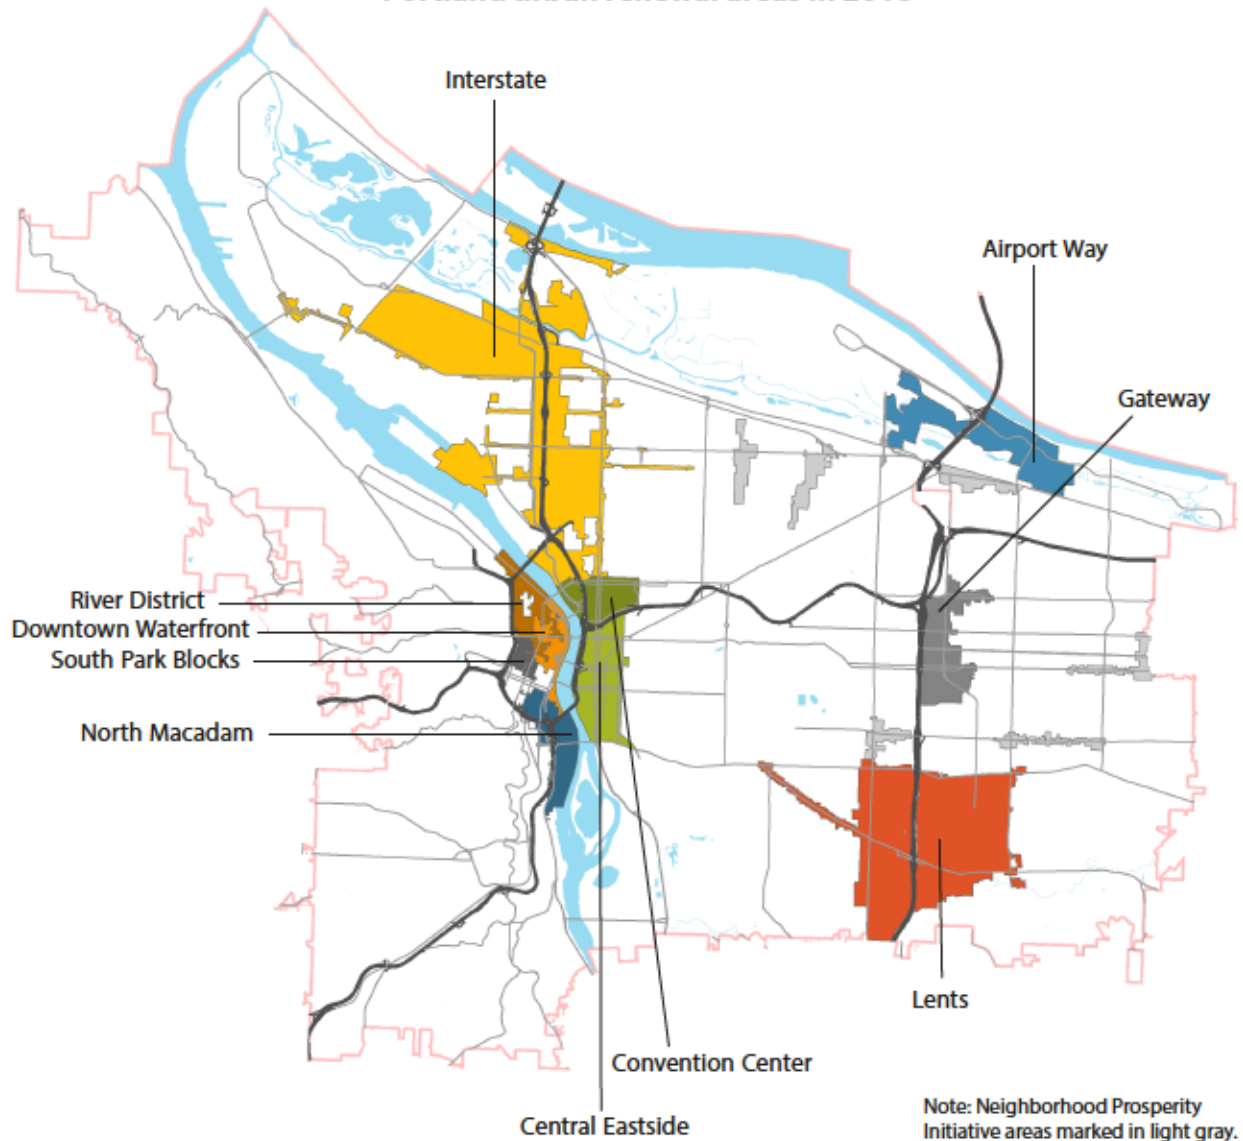 Interstate
Airport Way
Gateway
River District
Downtown Waterfront
South Park Blocks
North Macadam
Lents
Convention Center
Central Eastside
Note: Neighborhood Prosperity
Initiative areas marked in light gray.